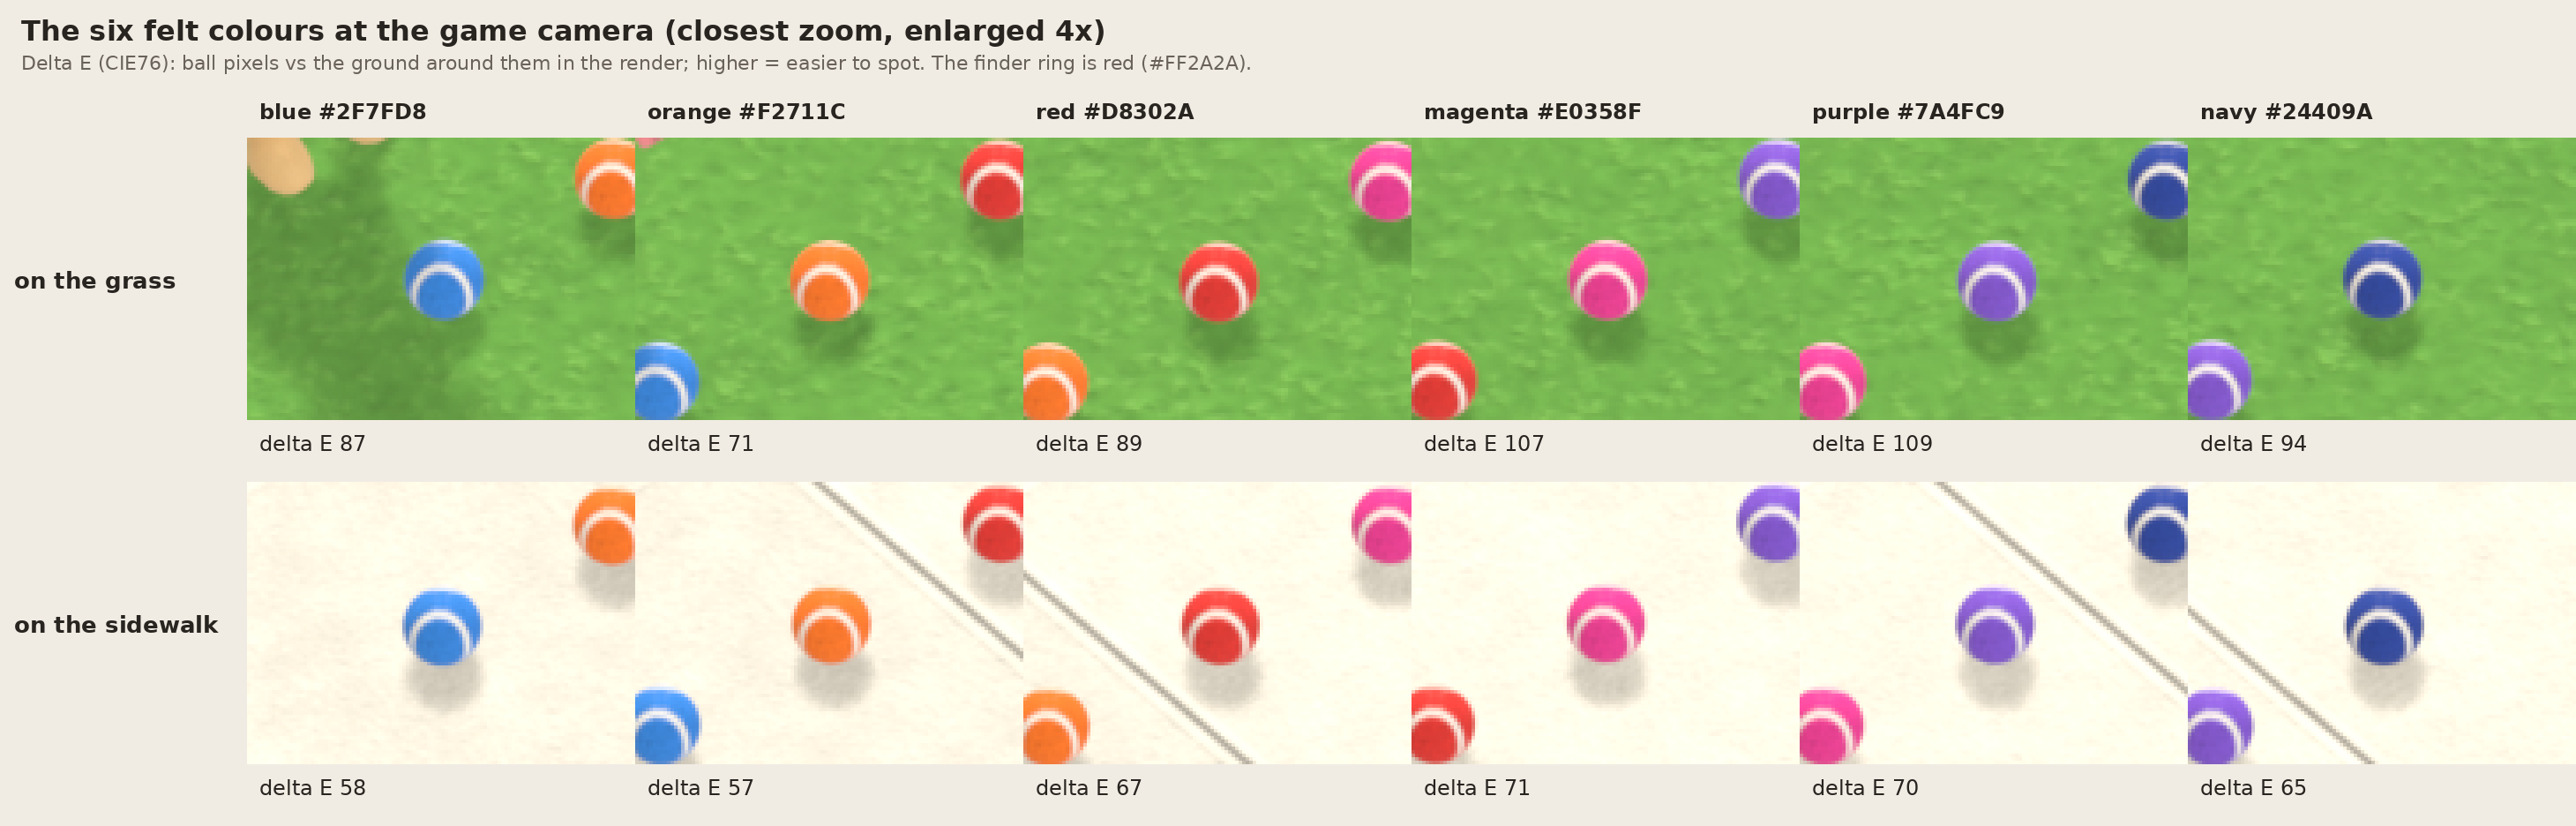 The six felt colours at the game camera (closest zoom, enlarged 4x)
Delta E (CIE76): ball pixels vs the ground around them in the render; higher = easier to spot. The finder ring is red (#FF2A2A).
blue #2F7FD8 orange #F2711C red #D8302A magenta #E0358F purple #7A4FC9 navy #24409A
on the grass
delta E 87 delta E 71 delta E 89 delta E 107 delta E 109 delta E 94
on the sidewalk
delta E 58 delta E 57 delta E 67 delta E 71 delta E 70 delta E 65